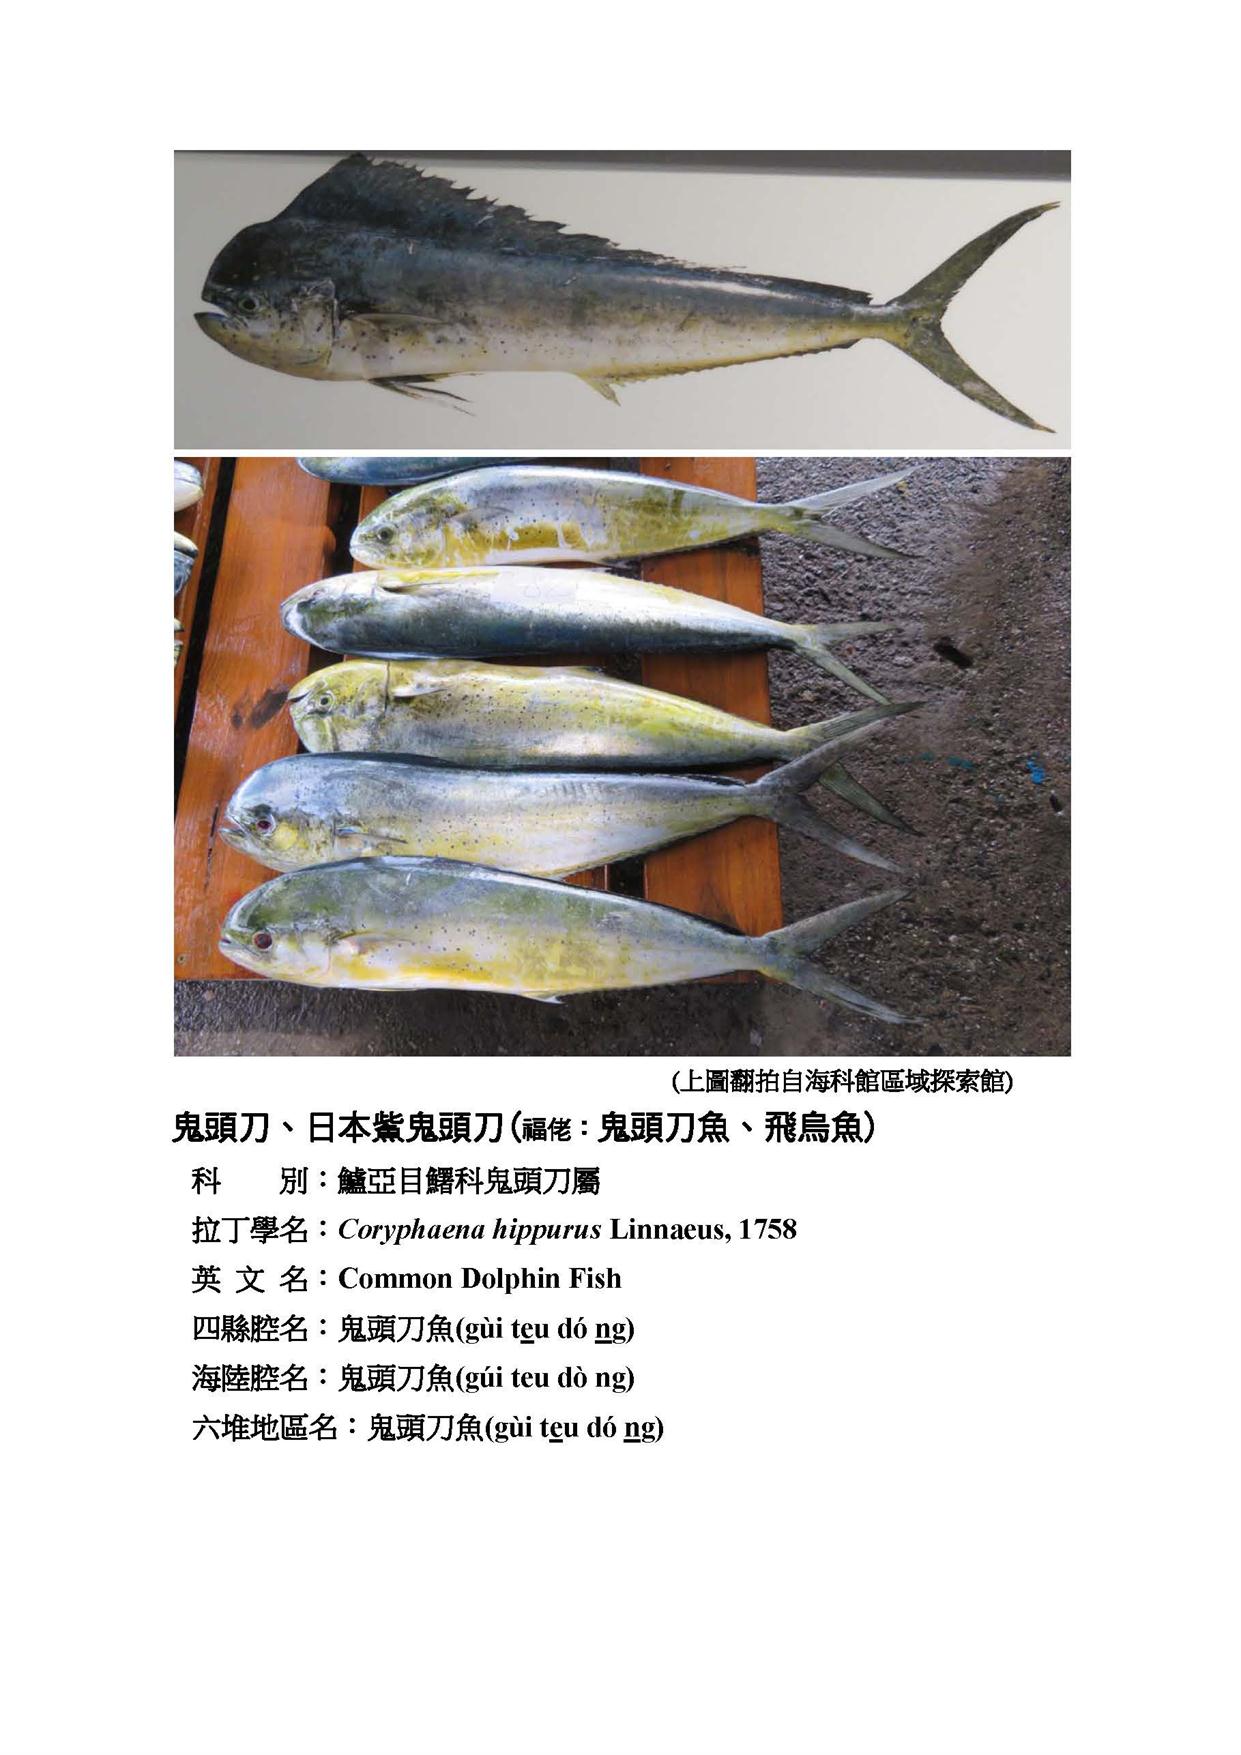 (上圖翻拍自海科館區域探索館)
鬼頭刀、日本鱟鬼頭刀(福佬：鬼頭刀魚、飛烏魚)
科　　別：鱸亞目鱰科鬼頭刀屬
拉丁學名：Coryphaena hippurus Linnaeus, 1758
英 文 名：Common Dolphin Fish
四縣腔名：鬼頭刀魚(gùi teu dó ng)
海陸腔名：鬼頭刀魚(gúi teu dò ng)
六堆地區名：鬼頭刀魚(gùi teu dó ng)